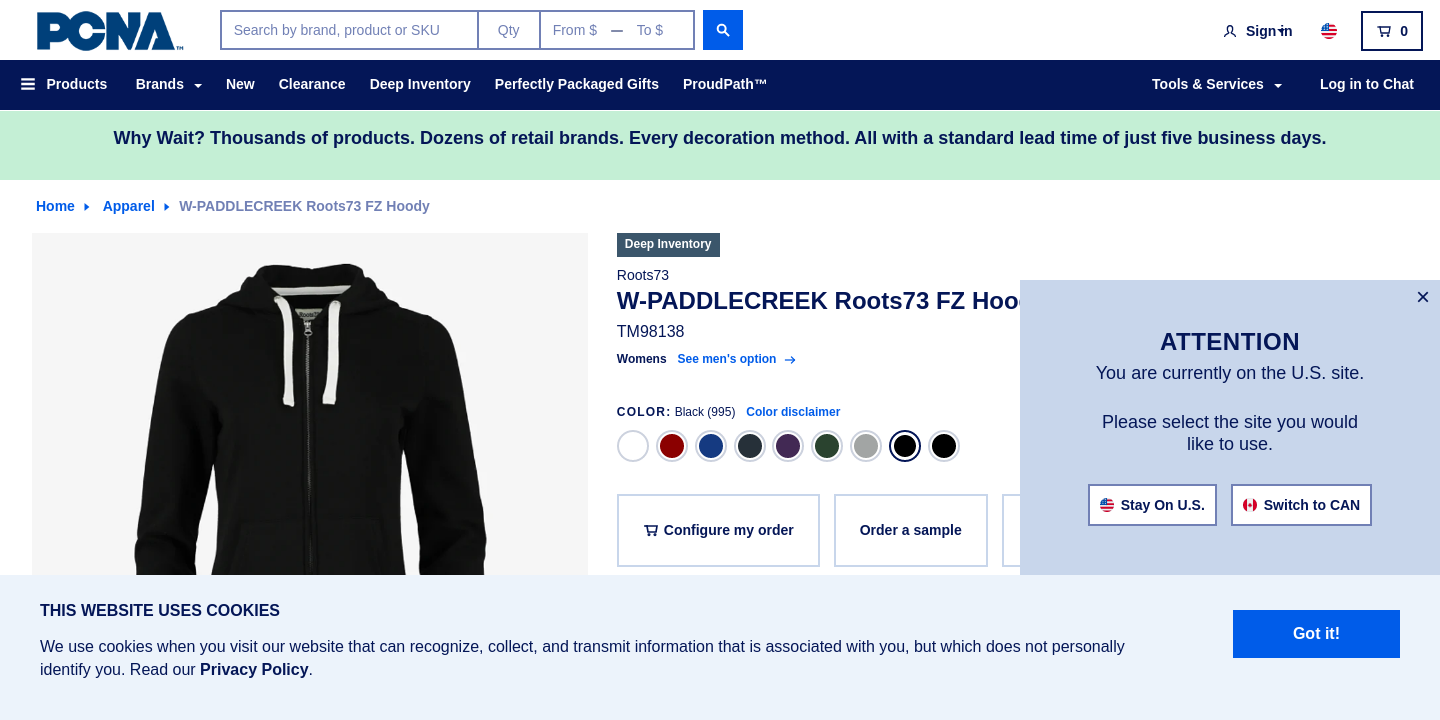 PCNA™
Search by brand, product or SKU
Qty
From $ — To $
Sign in
0
Products
Brands
New
Clearance
Deep Inventory
Perfectly Packaged Gifts
ProudPath™
Tools & Services
Log in to Chat
Why Wait? Thousands of products. Dozens of retail brands. Every decoration method. All with a standard lead time of just five business days.
Home
Apparel
W-PADDLECREEK Roots73 FZ Hoody
Deep Inventory
Roots73
W-PADDLECREEK Roots73 FZ Hoo
TM98138
Womens See men's option
COLOR: Black (995) Color disclaimer
Configure my order
Order a sample
×
ATTENTION
You are currently on the U.S. site.
Please select the site you would
like to use.
Stay On U.S.
Switch to CAN
THIS WEBSITE USES COOKIES
We use cookies when you visit our website that can recognize, collect, and transmit information that is associated with you, but which does not personally
identify you. Read our Privacy Policy.
Got it!